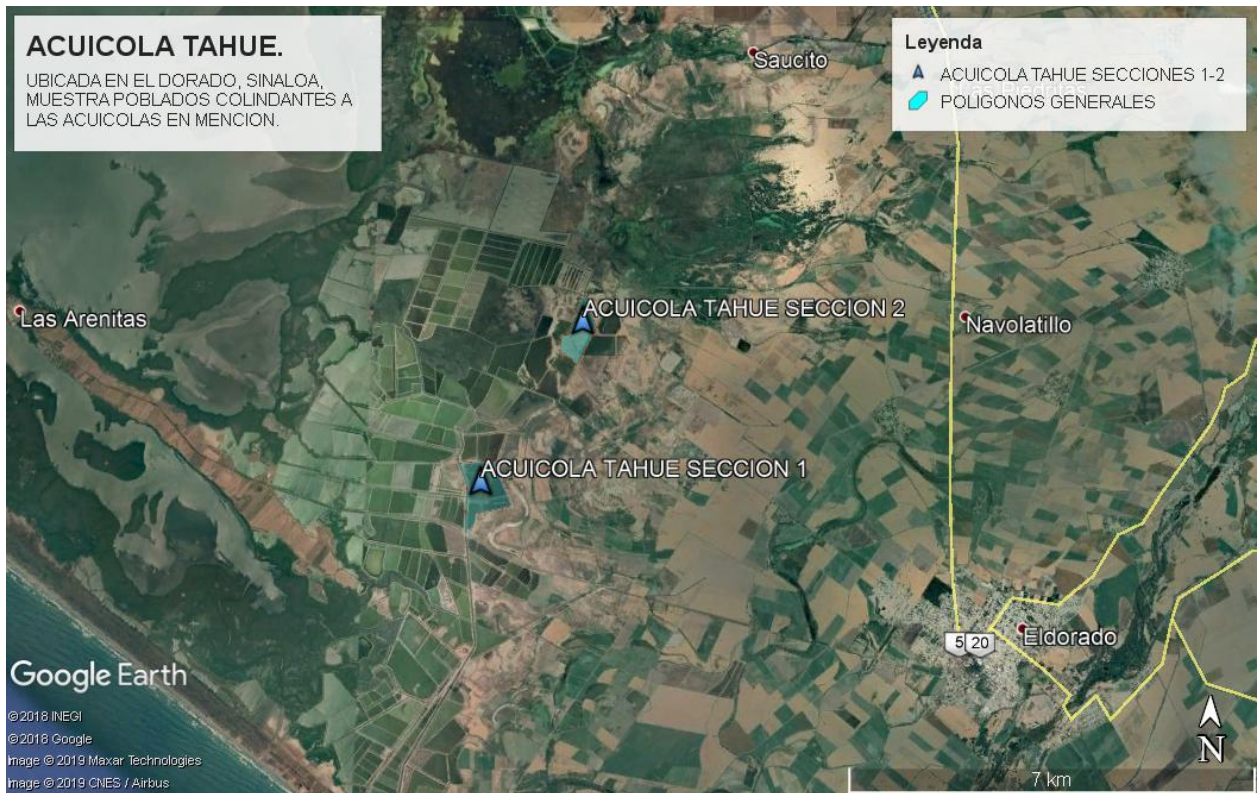 ACUICOLA TAHUE.
UBICADA EN EL DORADO, SINALOA,
MUESTRA POBLADOS COLINDANTES A
LAS ACUICOLAS EN MENCION.
Leyenda
ACUICOLA TAHUE SECCIONES 1-2
Las Piedritas
POLIGONOS GENERALES
Saucito
ACUICOLA TAHUE SECCION 2
Las Arenitas
Navolatillo
ACUICOLA TAHUE SECCION 1
5 20
Eldorado
Google Earth
© 2018 INEGI
© 2018 Google
Image © 2019 Maxar Technologies
Image © 2019 CNES / Airbus
N
7 km